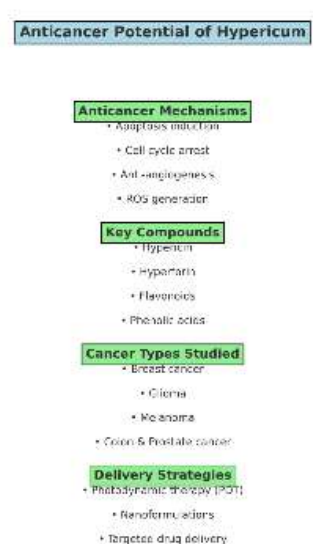 Anticancer Potential of Hypericum
Anticancer Mechanisms
• Apoptosis induction
• Cell cycle arrest
• Anti-angiogenesis
• ROS generation
Key Compounds
• Hypericin
• Hyperforin
• Flavonoids
• Phenolic acids
Cancer Types Studied
• Breast cancer
• Glioma
• Melanoma
• Colon & Prostate cancer
Delivery Strategies
• Photodynamic therapy (PDT)
• Nanoformulations
• Targeted drug delivery